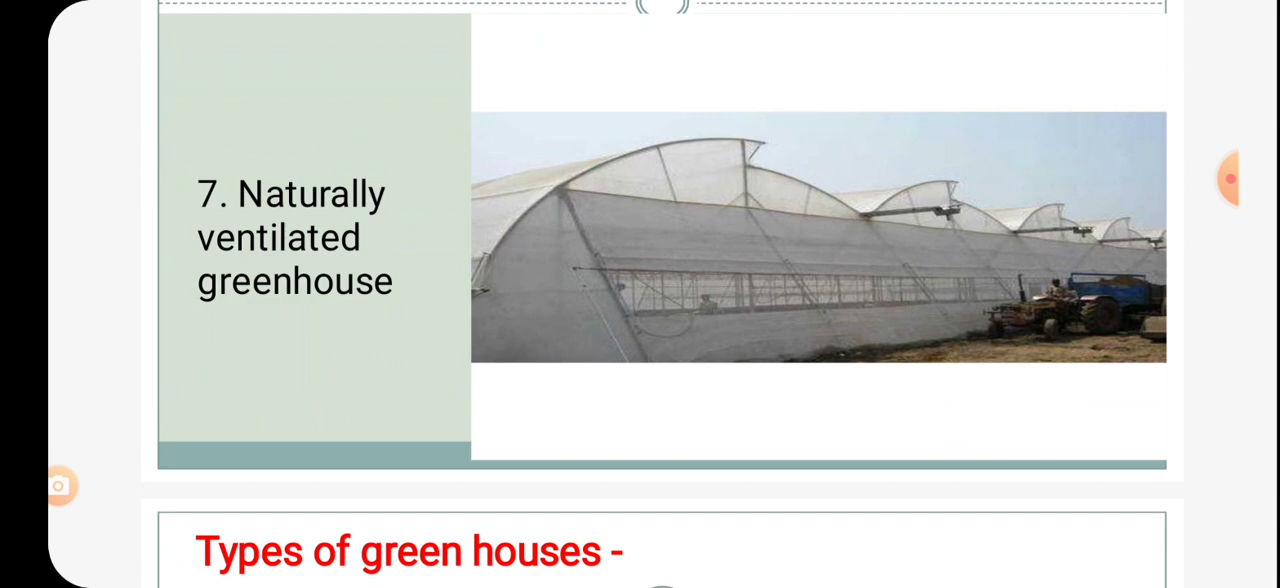 7. Naturally
ventilated
greenhouse
Types of green houses -